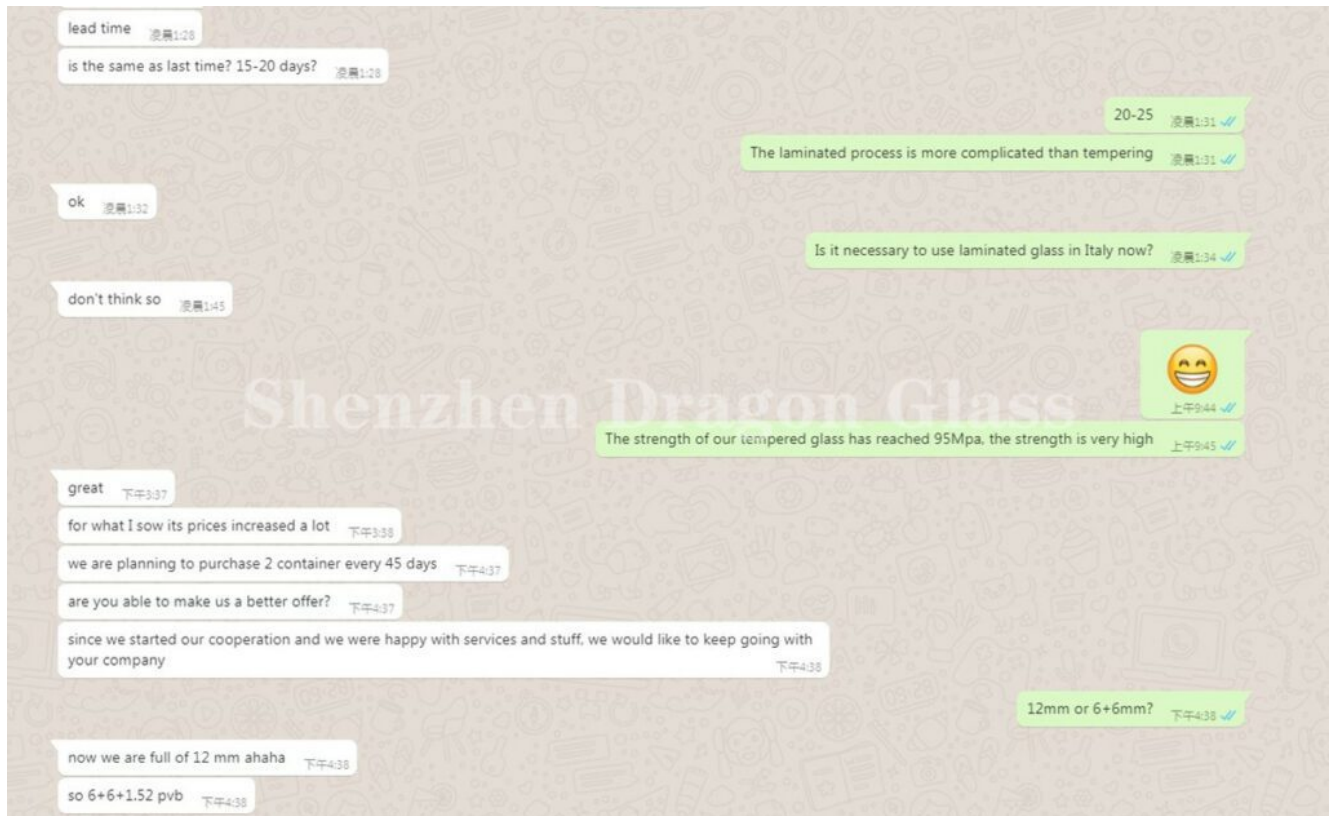 lead time 凌晨1:28
is the same as last time? 15-20 days? 凌晨1:28
20-25 凌晨1:31
The laminated process is more complicated than tempering 凌晨1:31
ok 凌晨1:32
Is it necessary to use laminated glass in Italy now? 凌晨1:34
don't think so 凌晨1:45
上午9:44
Shenzhen Dragon Glass
The strength of our tempered glass has reached 95Mpa, the strength is very high 上午9:45
great 下午3:37
for what I sow its prices increased a lot 下午3:38
we are planning to purchase 2 container every 45 days 下午4:37
are you able to make us a better offer? 下午4:37
since we started our cooperation and we were happy with services and stuff, we would like to keep going with
your company 下午4:38
12mm or 6+6mm? 下午4:38
now we are full of 12 mm ahaha 下午4:38
so 6+6+1.52 pvb 下午4:38